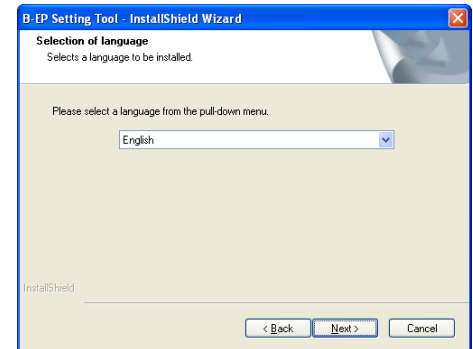 B-EP Setting Tool - InstallShield Wizard
Selection of language
Selects a language to be installed.
Please select a language from the pull-down menu.
English
InstallShield
< Back
Next >
Cancel